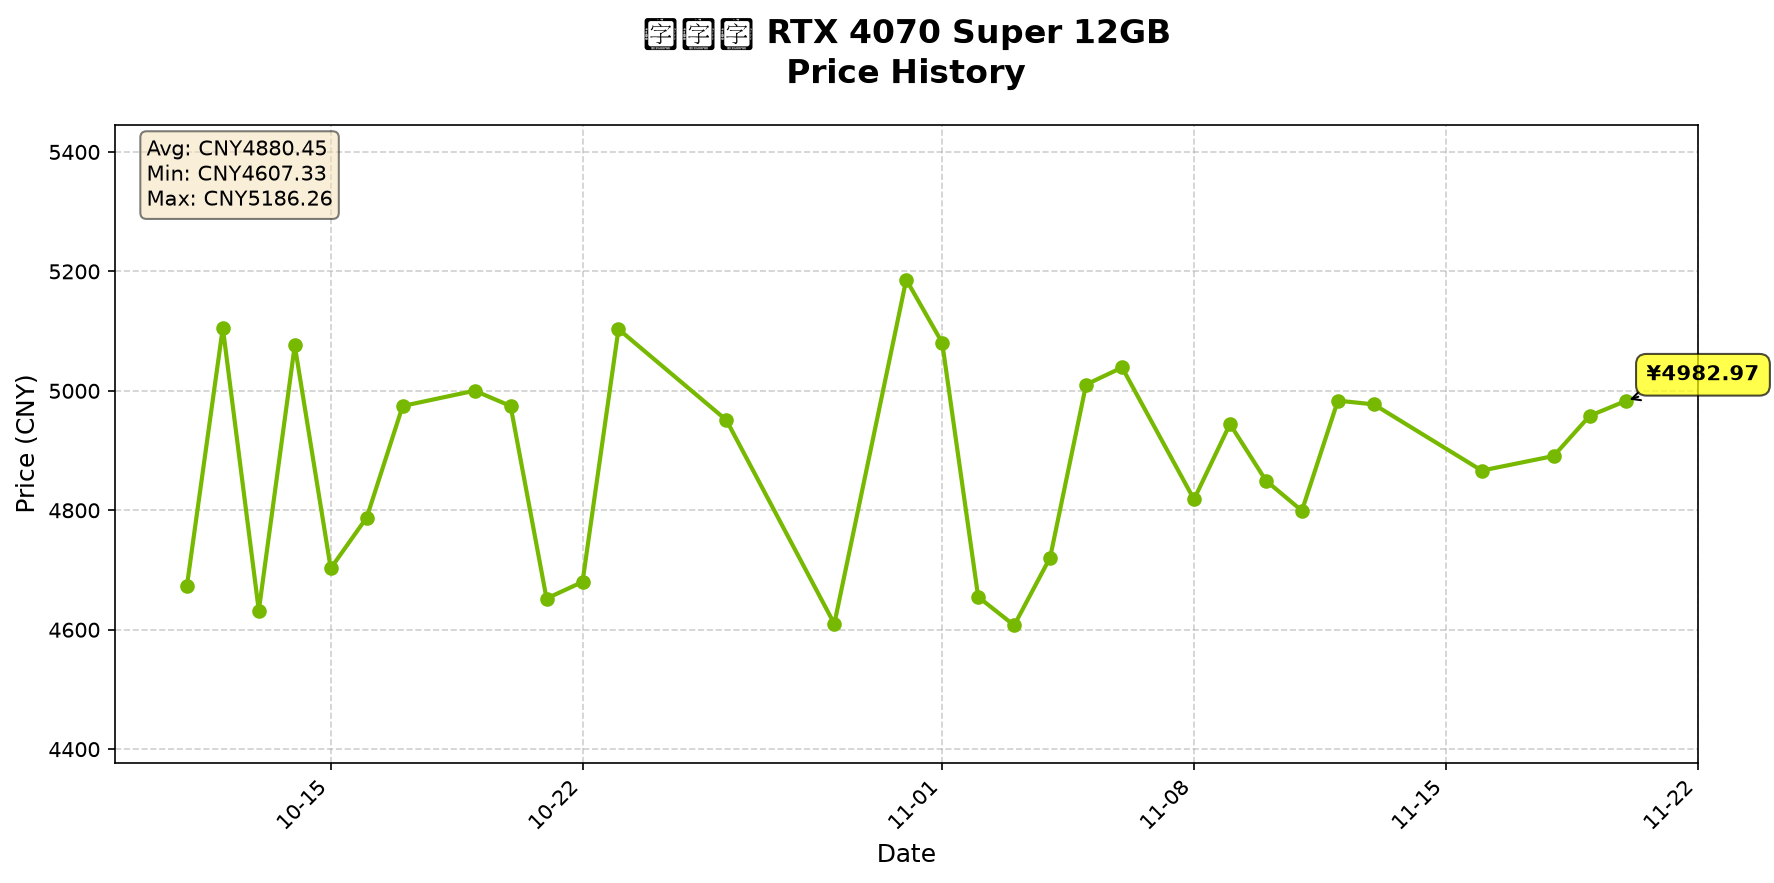 RTX 4070 Super 12GB
Price History
Avg: CNY4880.45
Min: CNY4607.33
Max: CNY5186.26
5400
5200
5000
4800
4600
4400
Price (CNY)
¥4982.97
10-15
10-22
11-01
11-08
11-15
11-22
Date